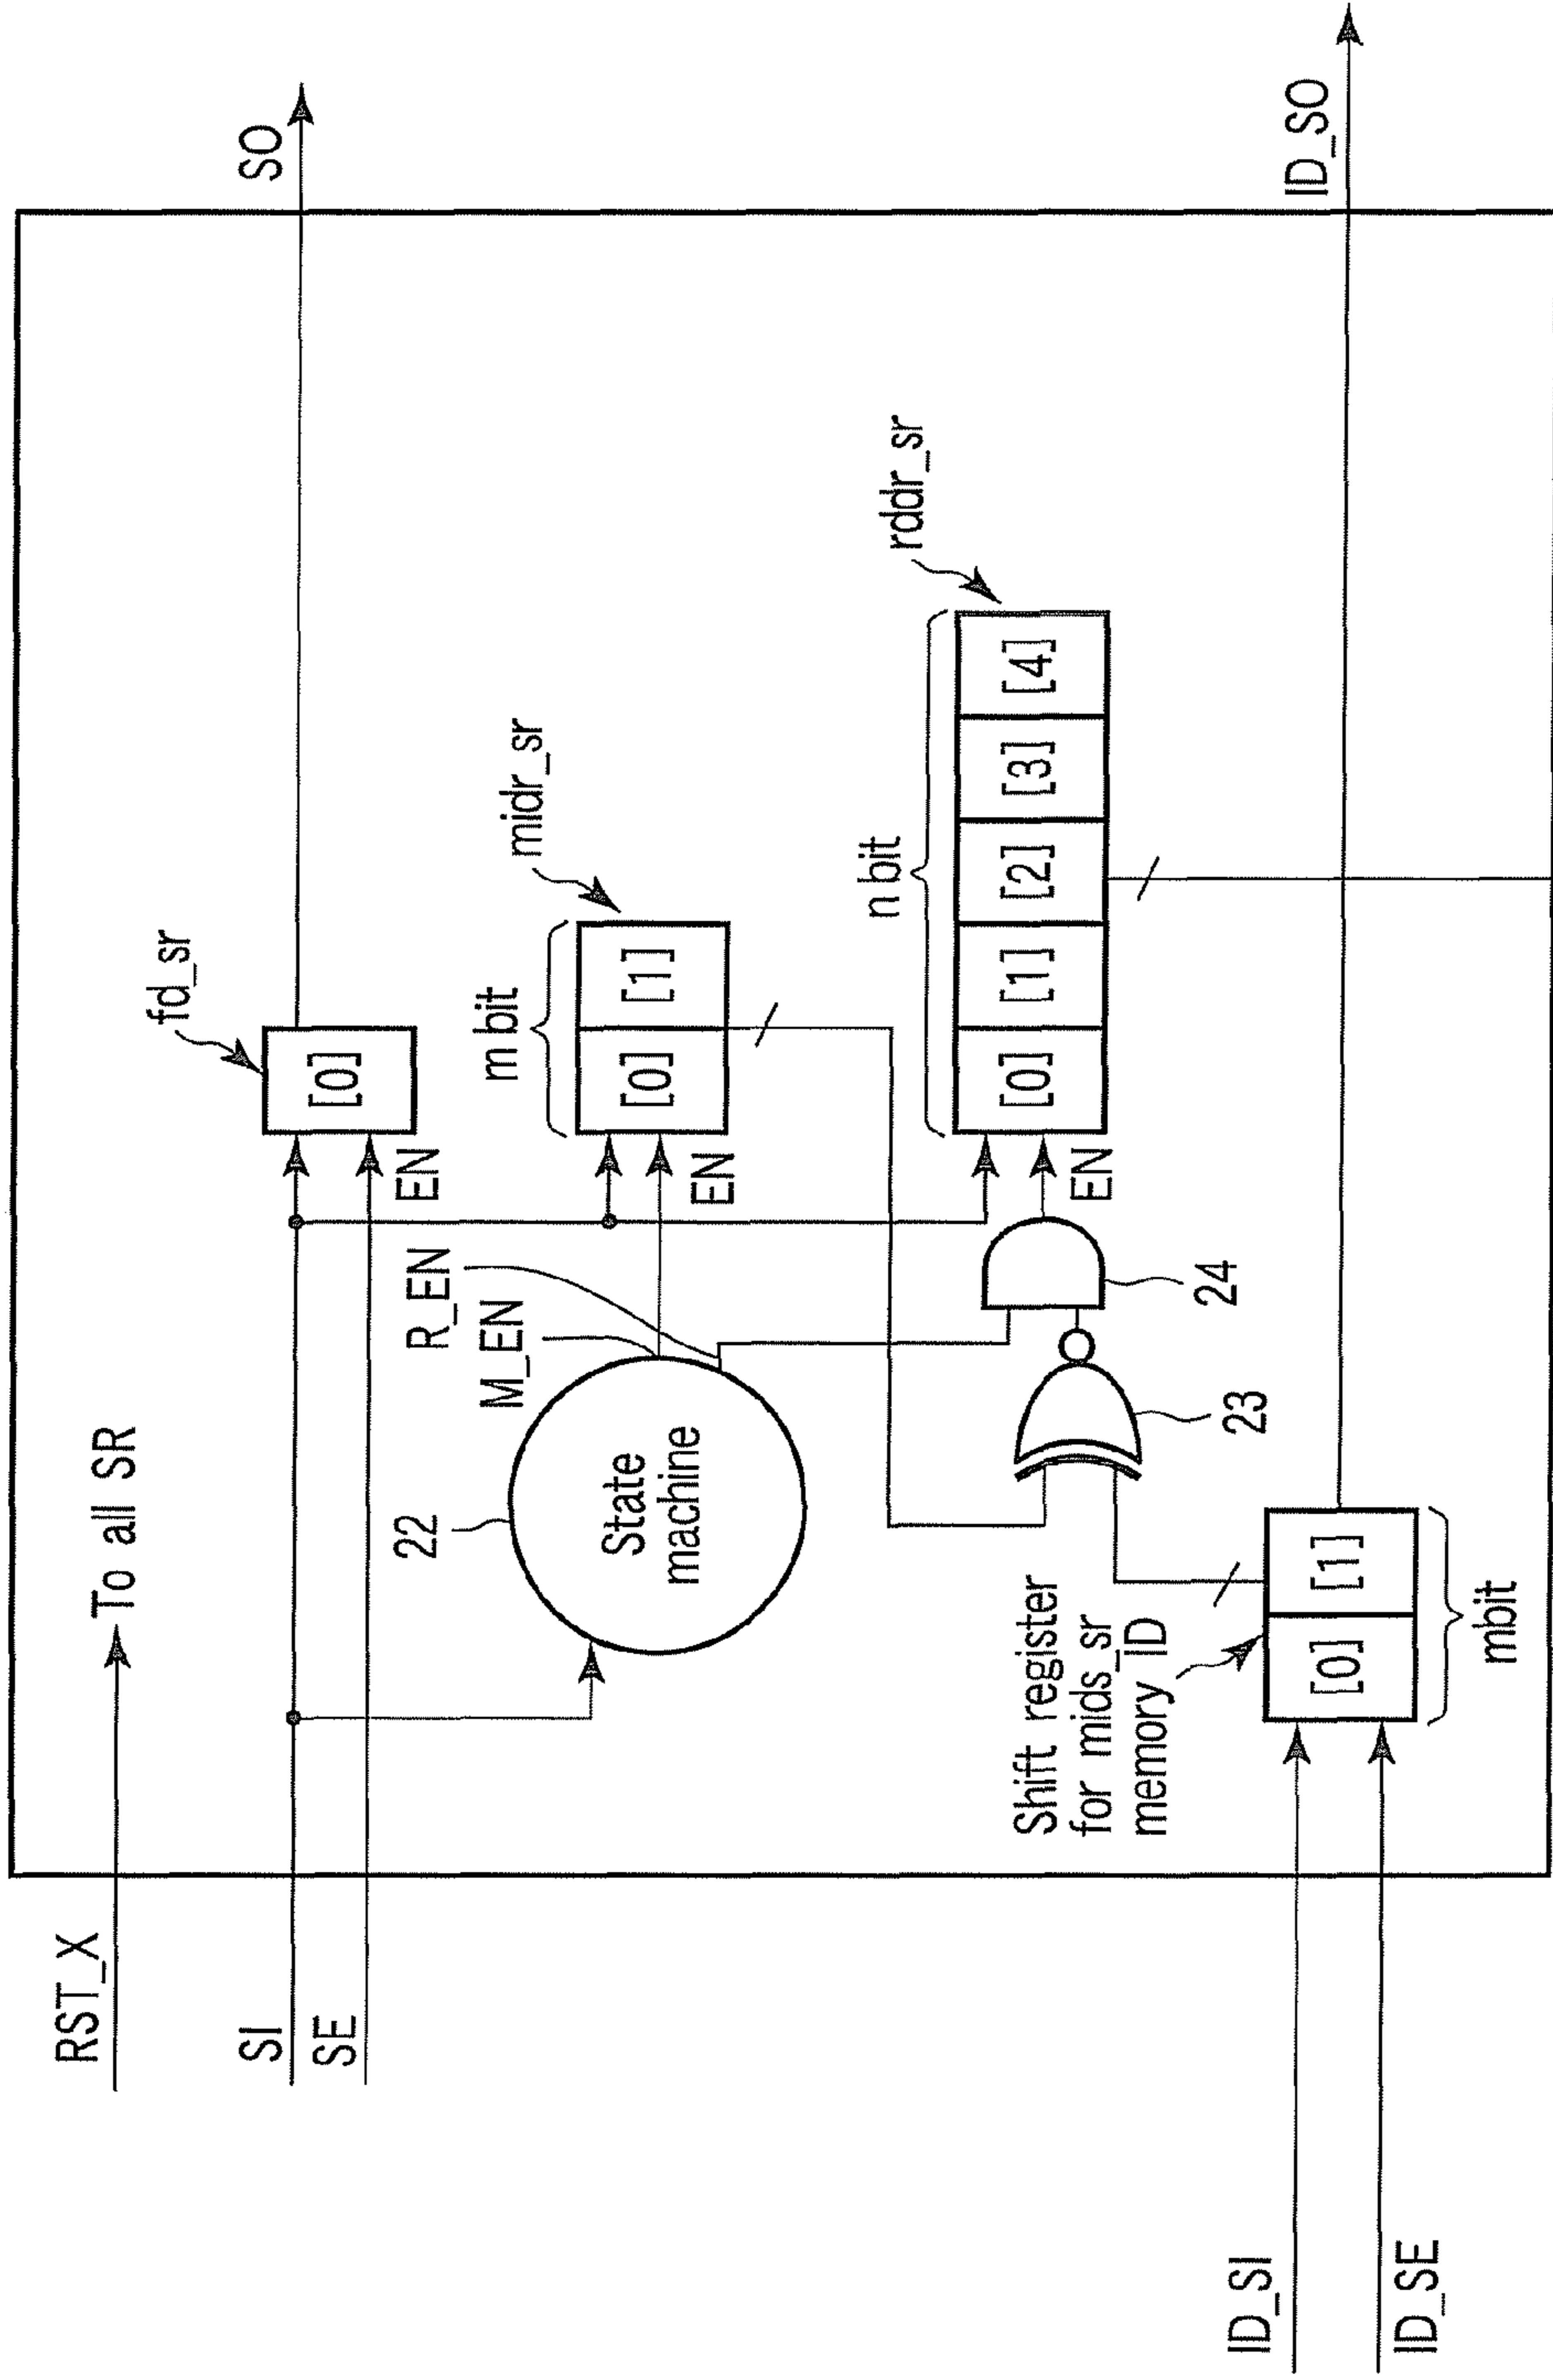 RST_X
To all SR
SI
SE
SO
fd_sr
[0]
EN
22
State
machine
M_EN
R_EN
m bit
midr_sr
[0]
[1]
EN
n bit
rddr_sr
[0]
[1]
[2]
[3]
[4]
EN
24
23
Shift register
for mids_sr
memory ID
[0]
[1]
mbit
ID_SI
ID_SE
ID_SO